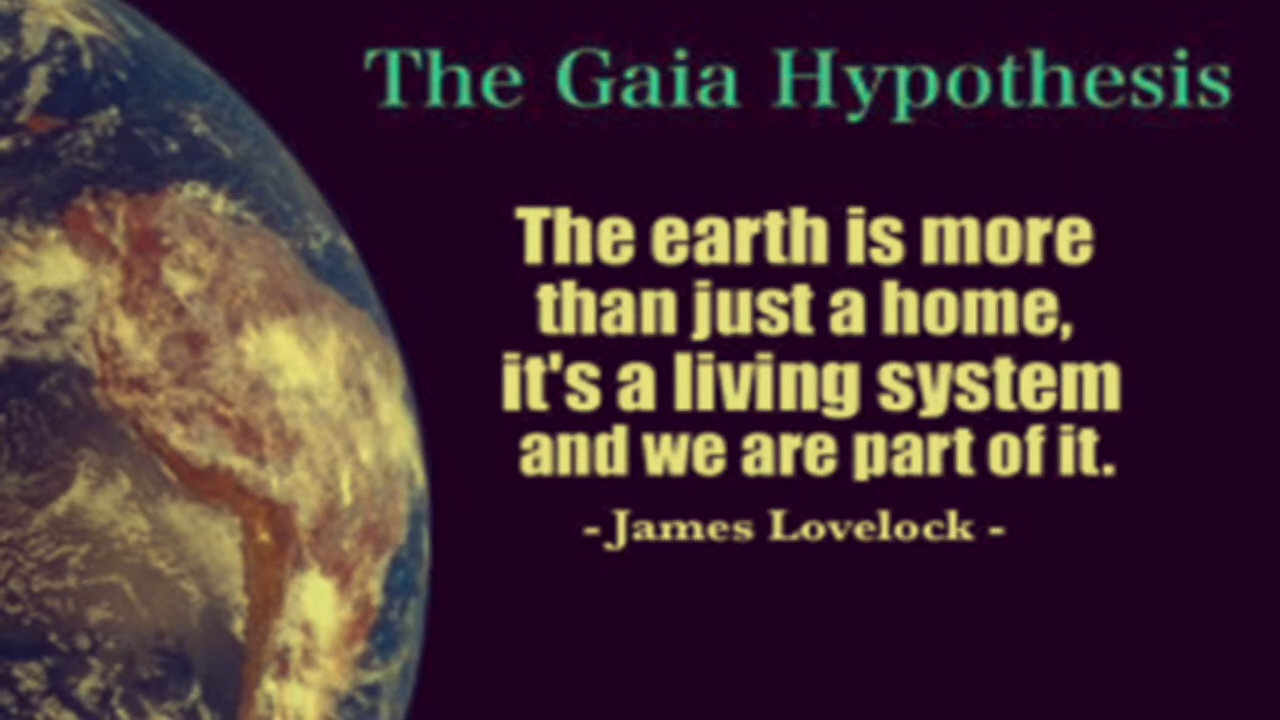 The Gaia Hypothesis
The earth is more
than just a home,
it's a living system
and we are part of it.
- James Lovelock -